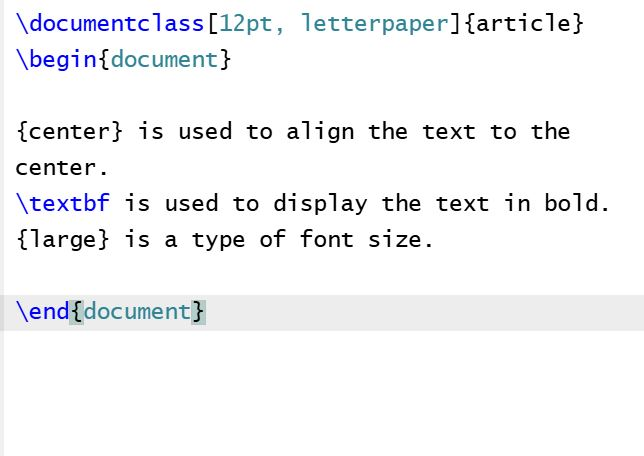 \documentclass[12pt, letterpaper]{article}
\begin{document}
{center} is used to align the text to the
center.
\textbf is used to display the text in bold.
{large} is a type of font size.
\end{document}